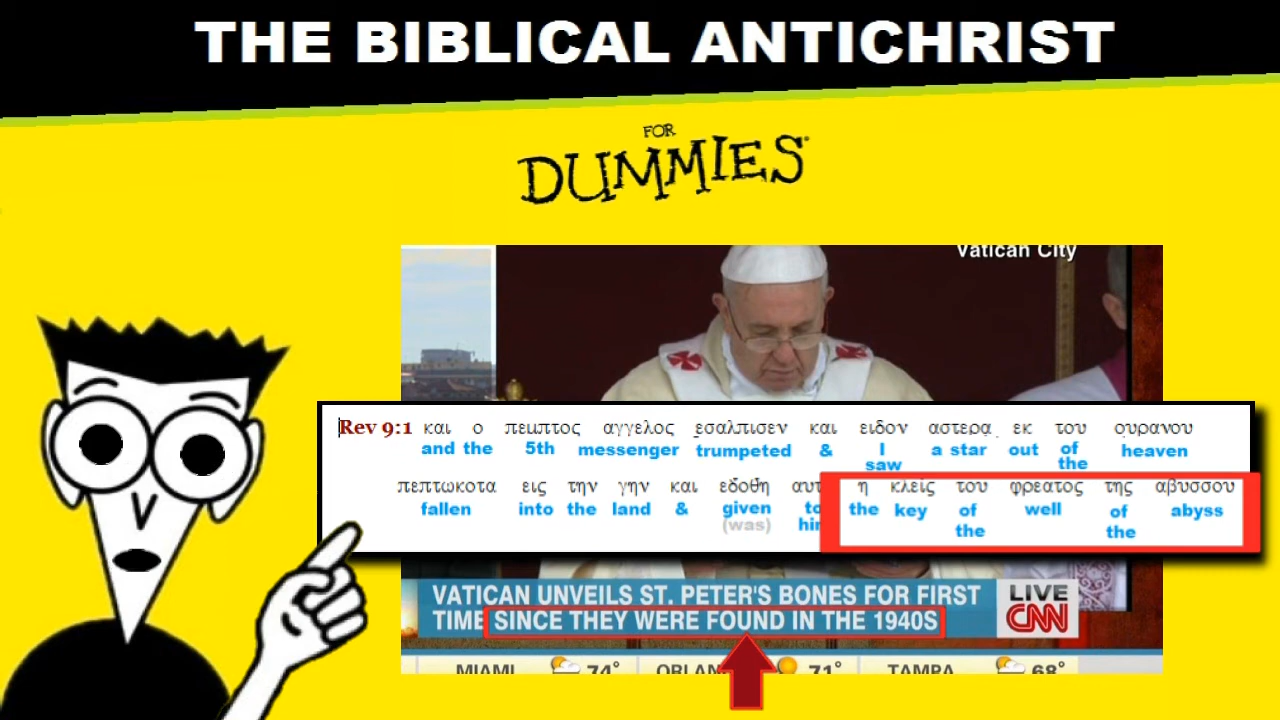 THE BIBLICAL ANTICHRIST
FOR
DUMMIES®
Vatican City
Rev 9:1 και ο πεμπτος αγγελος εσαλπισεν και ειδον αστερα εκ του ουρανου
and the 5th messenger trumpeted & I saw a star out of the heaven
πεπτωκοτα εις την γην και εδοθη αυτ η κλεις του φρεατος της αβυσσου
fallen into the land & given to the key of the well of the abyss
(was)
VATICAN UNVEILS ST. PETER'S BONES FOR FIRST
TIME SINCE THEY WERE FOUND IN THE 1940S
LIVE
CNN
MIAMI 74° 71° TAMPA 68°